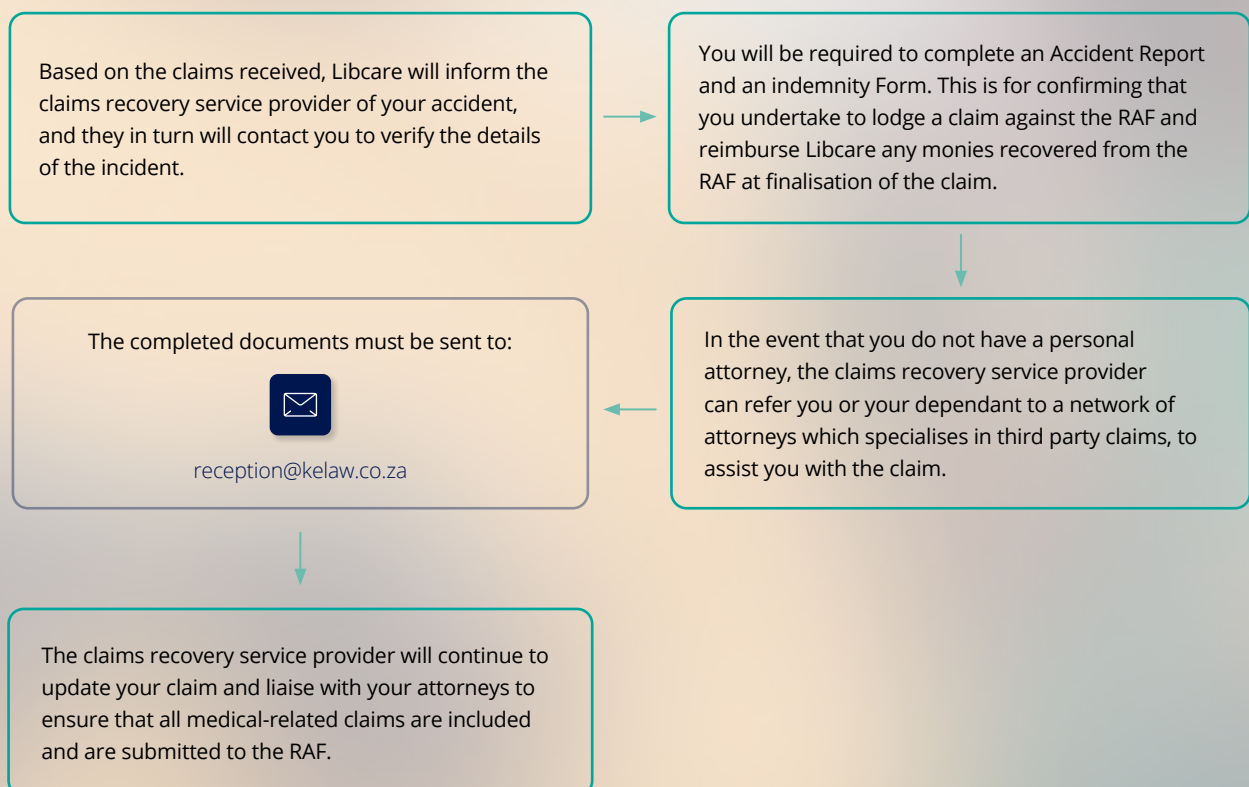 Based on the claims received, Libcare will inform the
claims recovery service provider of your accident,
and they in turn will contact you to verify the details
of the incident.
You will be required to complete an Accident Report
and an indemnity Form. This is for confirming that
you undertake to lodge a claim against the RAF and
reimburse Libcare any monies recovered from the
RAF at finalisation of the claim.
In the event that you do not have a personal
attorney, the claims recovery service provider
can refer you or your dependant to a network of
attorneys which specialises in third party claims, to
assist you with the claim.
The completed documents must be sent to:
reception@kelaw.co.za
The claims recovery service provider will continue to
update your claim and liaise with your attorneys to
ensure that all medical-related claims are included
and are submitted to the RAF.